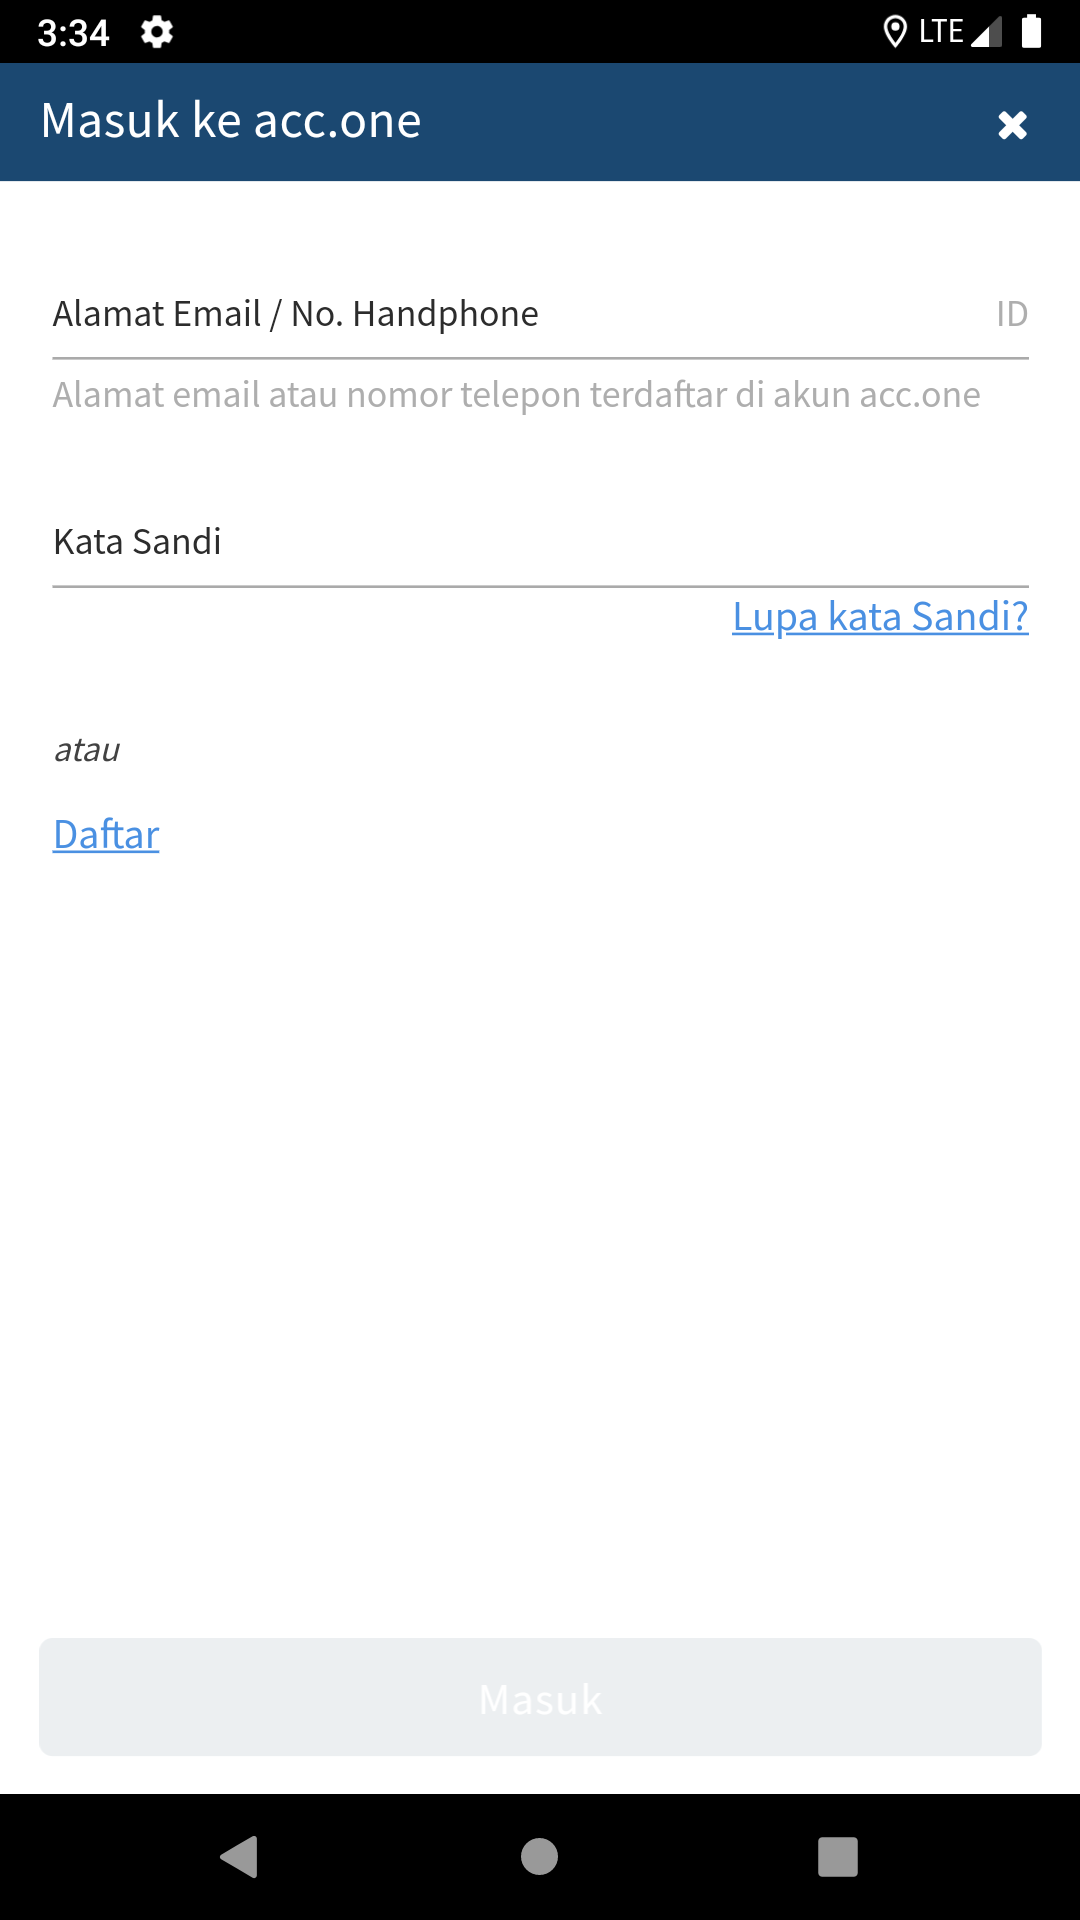 3:34 LTE
Masuk ke acc.one
Alamat Email / No. Handphone ID
Alamat email atau nomor telepon terdaftar di akun acc.one
Kata Sandi
Lupa kata Sandi?
atau
Daftar
Masuk